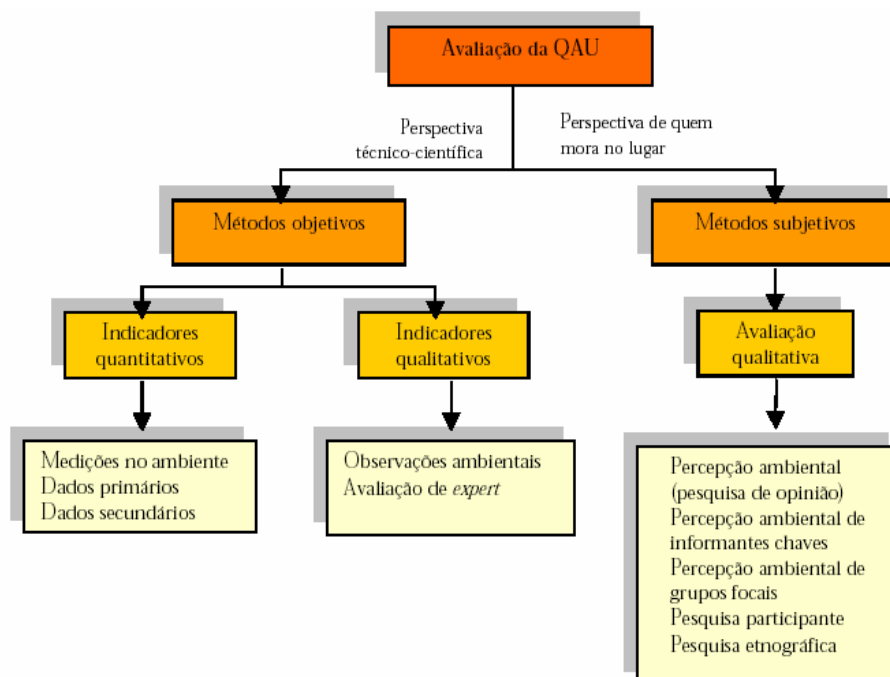 Avaliação da QAU
Perspectiva
técnico-científica
Perspectiva de quem
mora no lugar
Métodos objetivos
Métodos subjetivos
Indicadores
quantitativos
Indicadores
qualitativos
Avaliação
qualitativa
Medições no ambiente
Dados primários
Dados secundários
Observações ambientais
Avaliação de expert
Percepção ambiental
(pesquisa de opinião)
Percepção ambiental de
informantes chaves
Percepção ambiental de
grupos focais
Pesquisa participante
Pesquisa etnográfica